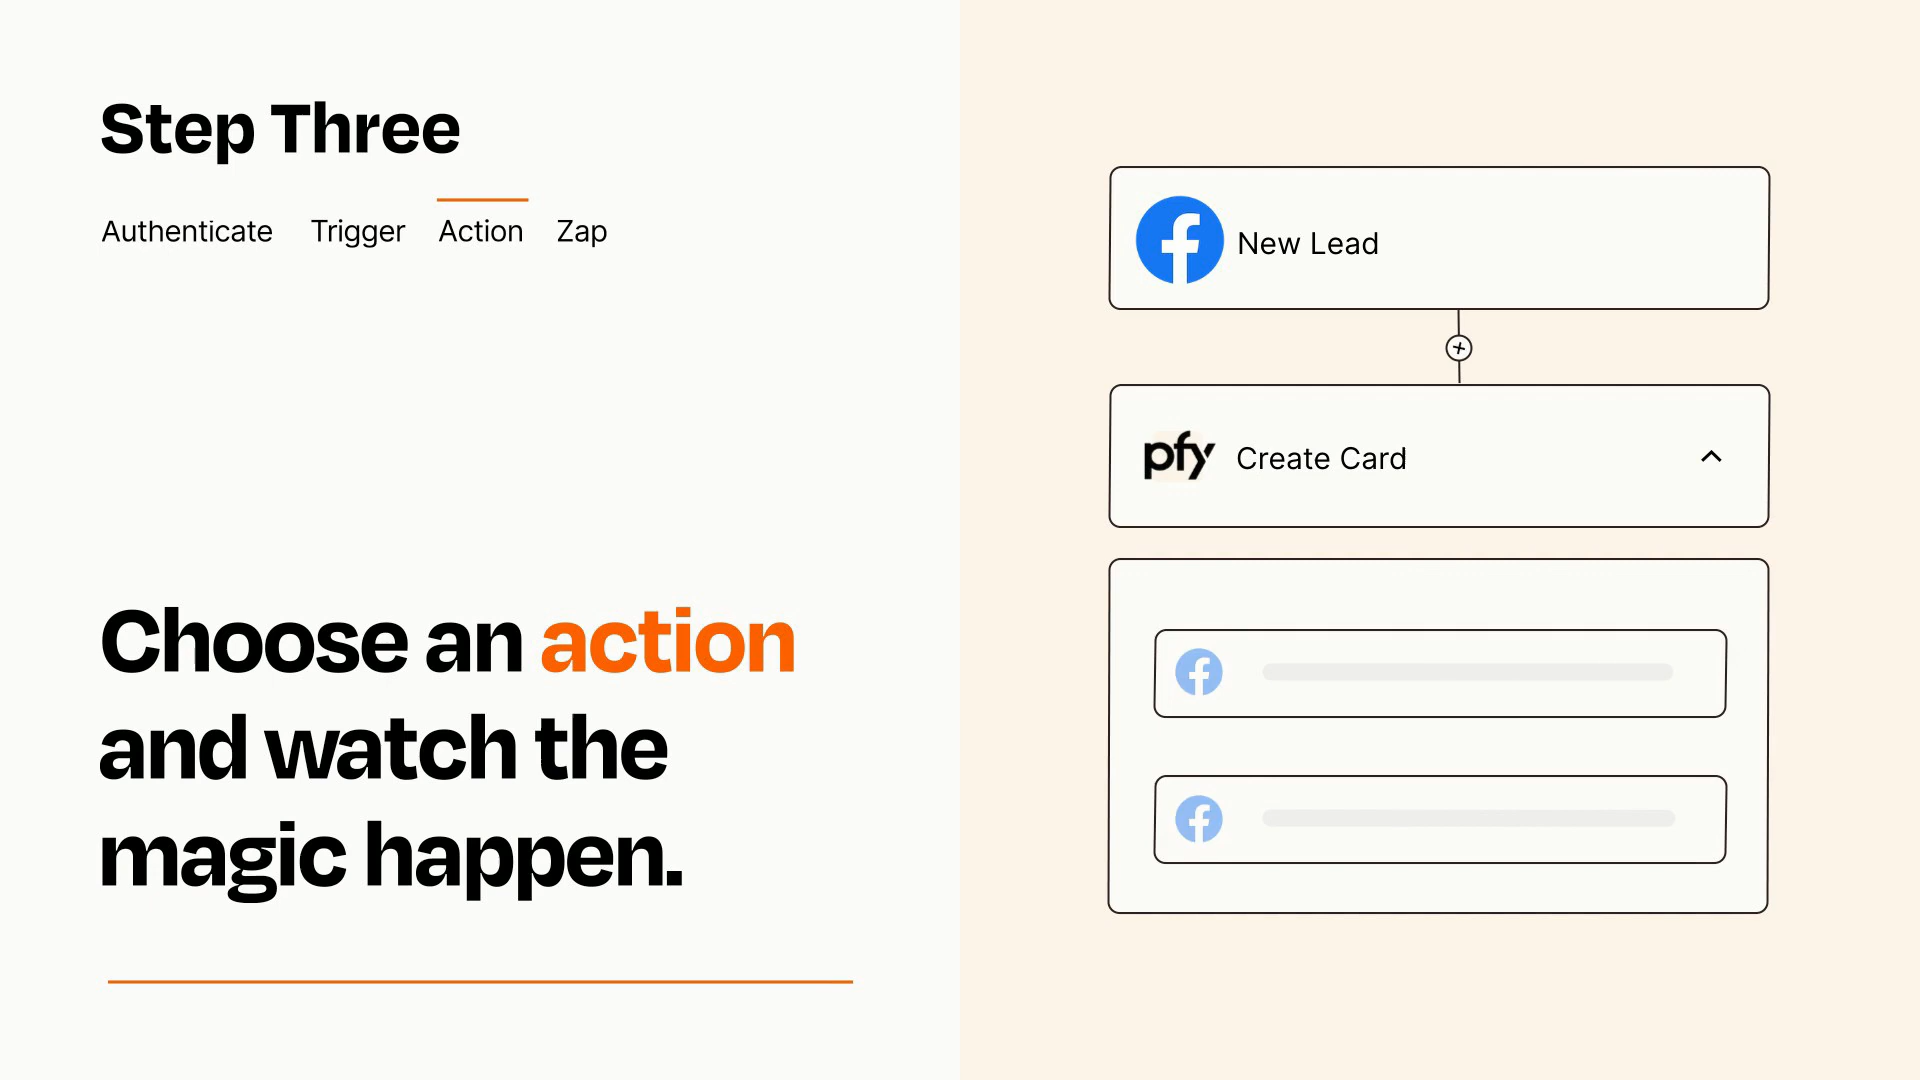 Step Three
Authenticate Trigger Action Zap
Choose an action
and watch the
magic happen.
New Lead
pfy Create Card